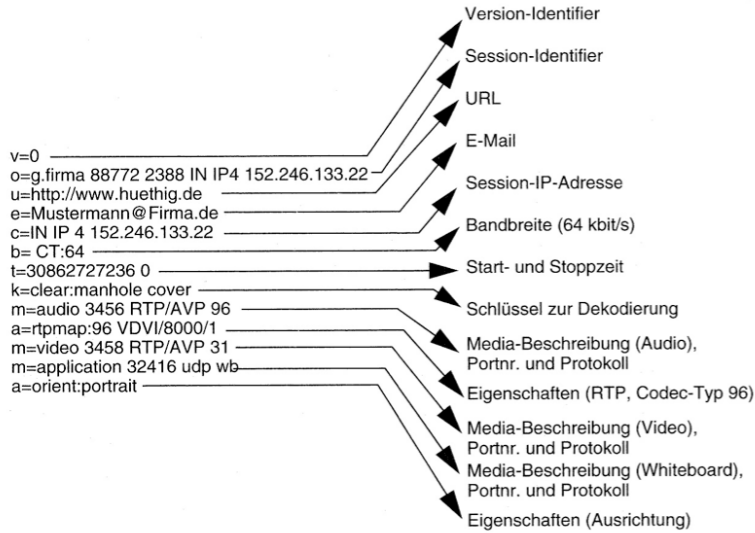 v=0
o=g.firma 88772 2388 IN IP4 152.246.133.22
u=http://www.huethig.de
e=Mustermann@Firma.de
c=IN IP 4 152.246.133.22
b= CT:64
t=30862727236 0
k=clear:manhole cover
m=audio 3456 RTP/AVP 96
a=rtpmap:96 VDVI/8000/1
m=video 3458 RTP/AVP 31
m=application 32416 udp wb
a=orient:portrait
Version-Identifier
Session-Identifier
URL
E-Mail
Session-IP-Adresse
Bandbreite (64 kbit/s)
Start- und Stoppzeit
Schlüssel zur Dekodierung
Media-Beschreibung (Audio),
Portnr. und Protokoll
Eigenschaften (RTP, Codec-Typ 96)
Media-Beschreibung (Video),
Portnr. und Protokoll
Media-Beschreibung (Whiteboard),
Portnr. und Protokoll
Eigenschaften (Ausrichtung)